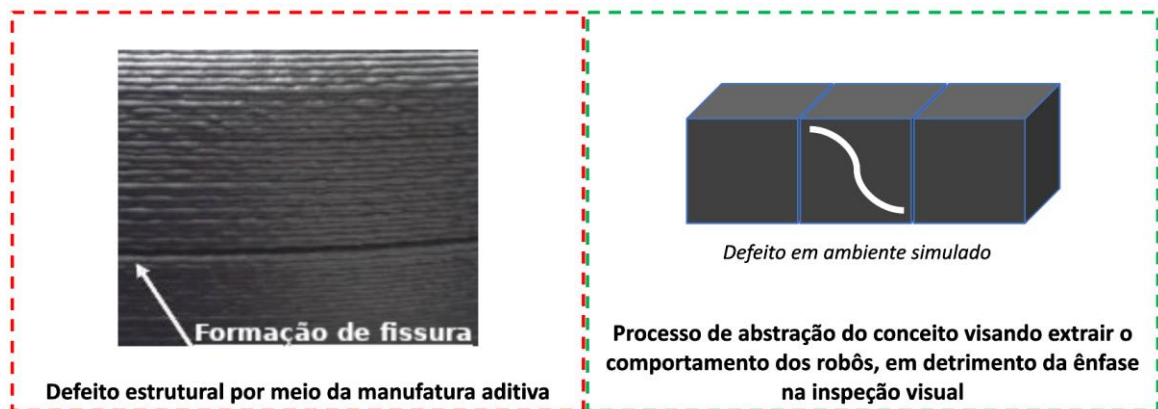 Formação de fissura
Defeito estrutural por meio da manufatura aditiva
Defeito em ambiente simulado
Processo de abstração do conceito visando extrair o
comportamento dos robôs, em detrimento da ênfase
na inspeção visual